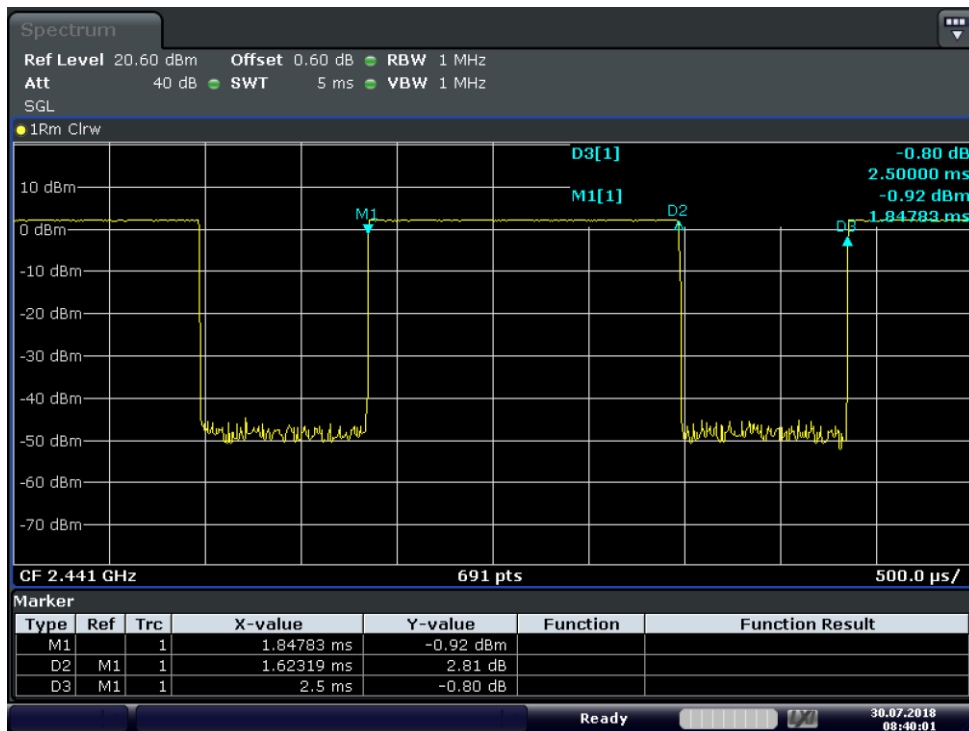 Spectrum
Ref Level 20.60 dBm Offset 0.60 dB RBW 1 MHz
Att 40 dB SWT 5 ms VBW 1 MHz
SGL
1Rm Clrw
D3[1] -0.80 dB
2.50000 ms
10 dBm
M1[1] -0.92 dBm
1.84783 ms
M1 D2 D3
0 dBm
-10 dBm
-20 dBm
-30 dBm
-40 dBm
-50 dBm
-60 dBm
-70 dBm
CF 2.441 GHz 691 pts 500.0 µs/
Marker
Type Ref Trc X-value Y-value Function Function Result
M1 1 1.84783 ms -0.92 dBm
D2 M1 1 1.62319 ms 2.81 dB
D3 M1 1 2.5 ms -0.80 dB
Ready LXI 30.07.2018
08:40:01